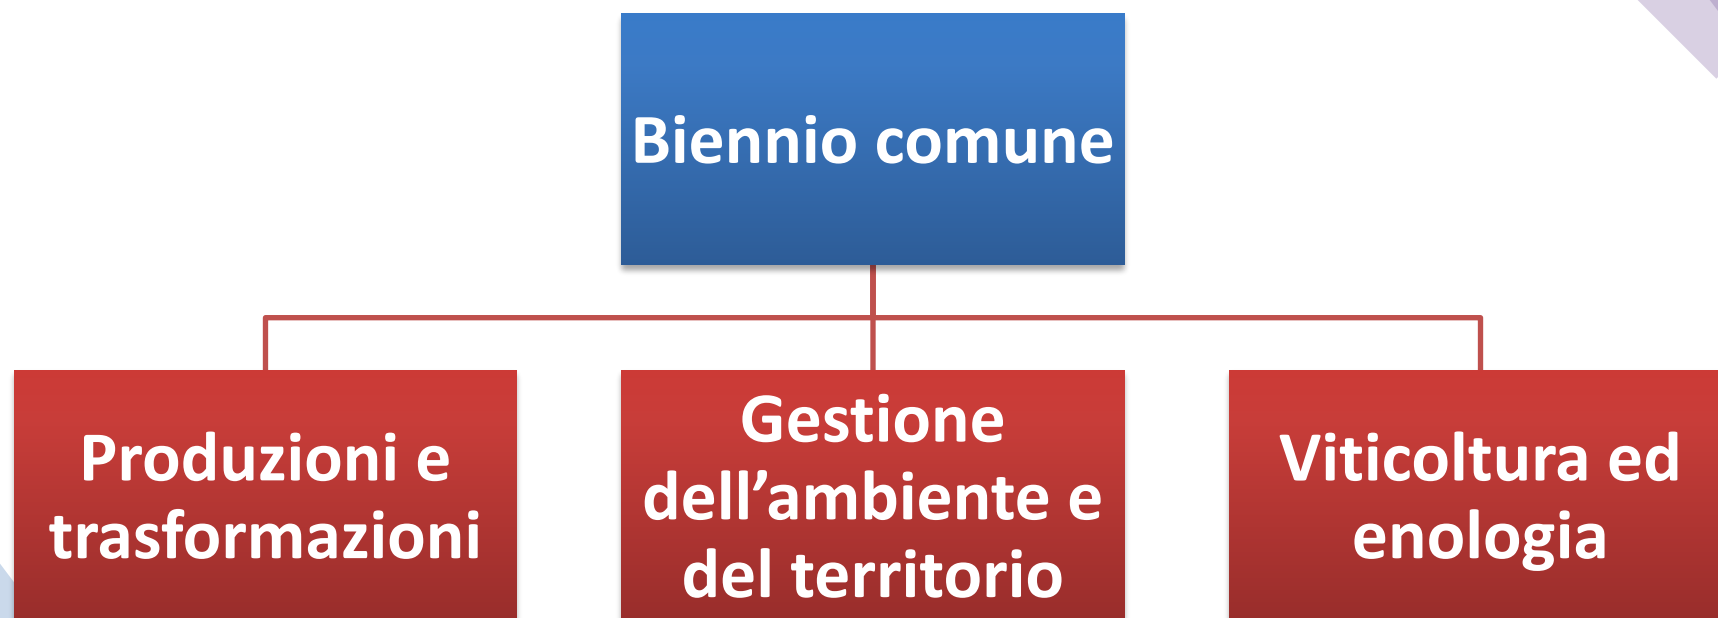 Biennio comune
Produzioni e
trasformazioni
Gestione
dell’ambiente e
del territorio
Viticoltura ed
enologia